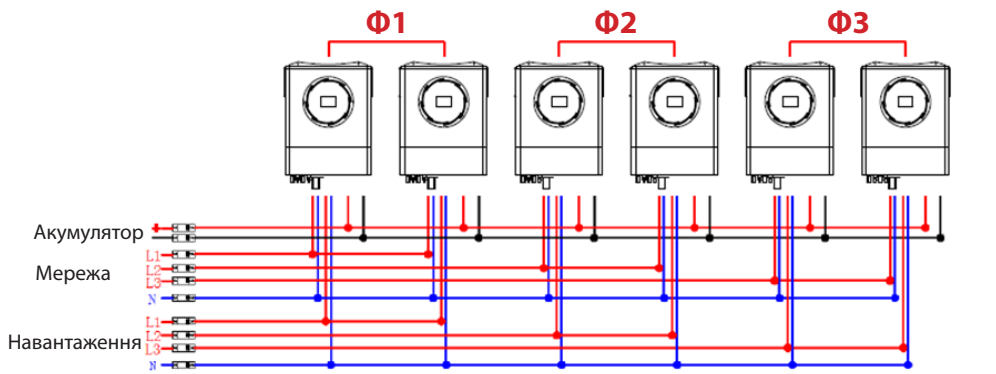 Ф1 Ф2 Ф3
+
Акумулятор
-
L1
L2
Мережа
L3
N
L1
L2
Навантаження
L3
N